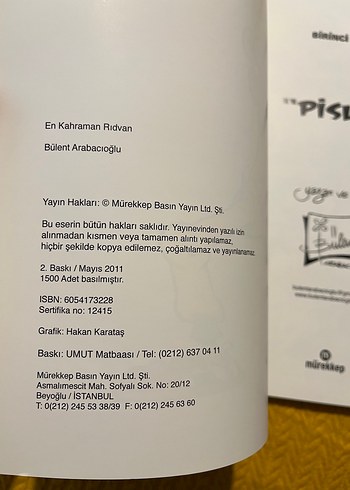 En Kahraman Rıdvan
Bülent Arabacıoğlu
Yayın Hakları: © Mürekkep Basın Yayın Ltd. Şti.
Bu eserin bütün hakları saklıdır. Yayınevinden yazılı izin
alınmadan kısmen veya tamamen alıntı yapılamaz,
hiçbir şekilde kopya edilemez, çoğaltılamaz ve yayınlanamaz.
2. Baskı / Mayıs 2011
1500 Adet basılmıştır.
ISBN: 6054173228
Sertifika no: 12415
Grafik: Hakan Karataş
Baskı: UMUT Matbaası / Tel: (0212) 637 04 11
Mürekkep Basın Yayın Ltd. Şti.
Asmalımescit Mah. Sofyalı Sok. No: 20/12
Beyoğlu / İSTANBUL
T: 0(212) 245 53 38/39 F: 0(212) 245 63 60
mürekkep